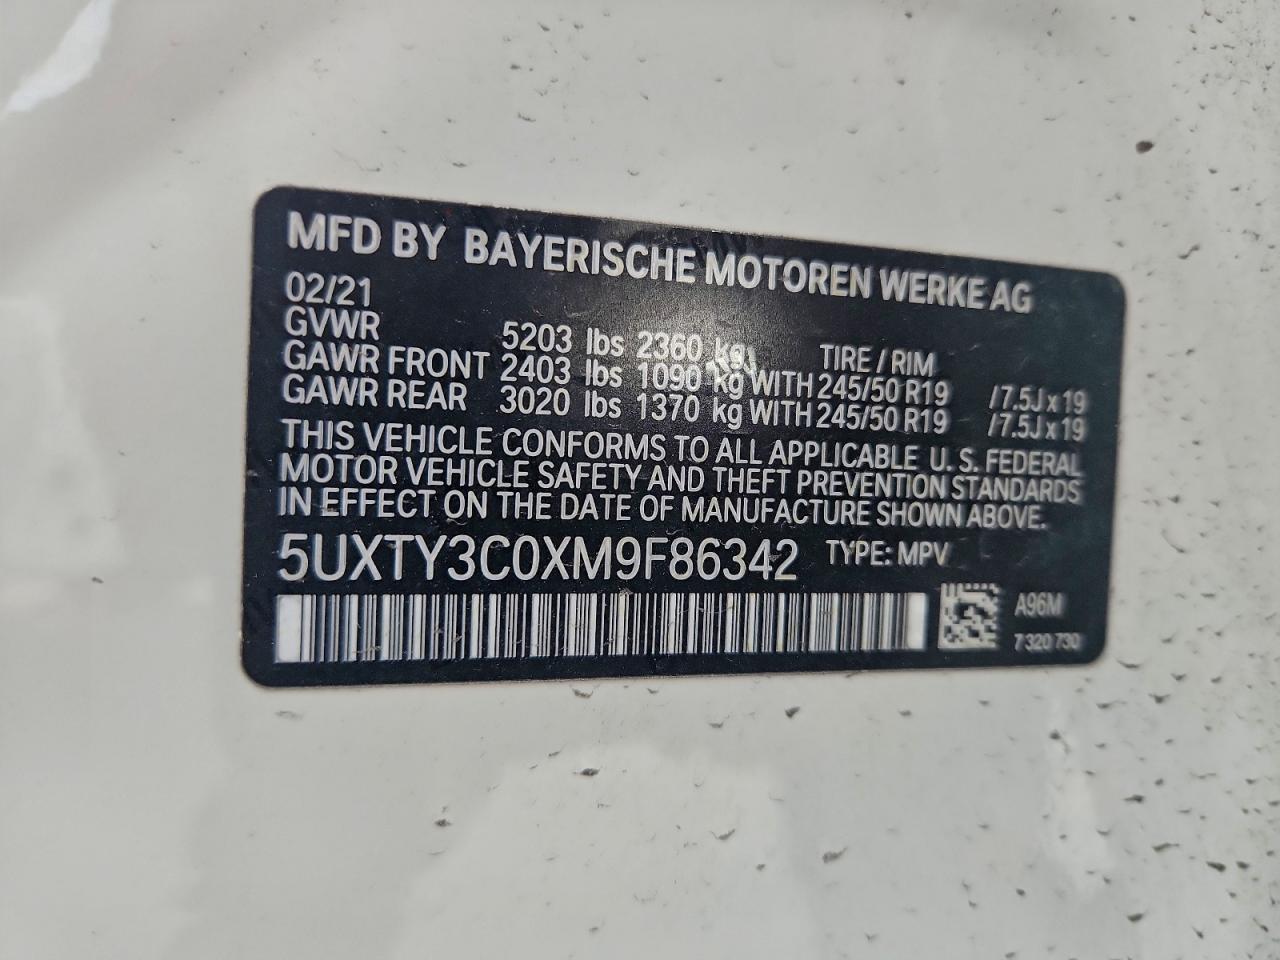 MFD BY BAYERISCHE MOTOREN WERKE AG
02/21
GVWR 5203 lbs 2360 kg TIRE / RIM
GAWR FRONT 2403 lbs 1090 kg WITH 245/50 R19 / 7.5J x 19
GAWR REAR 3020 lbs 1370 kg WITH 245/50 R19 / 7.5J x 19
THIS VEHICLE CONFORMS TO ALL APPLICABLE U. S. FEDERAL
MOTOR VEHICLE SAFETY AND THEFT PREVENTION STANDARDS
IN EFFECT ON THE DATE OF MANUFACTURE SHOWN ABOVE.
5UXTY3C0XM9F86342 TYPE: MPV
A96M
7 320 730